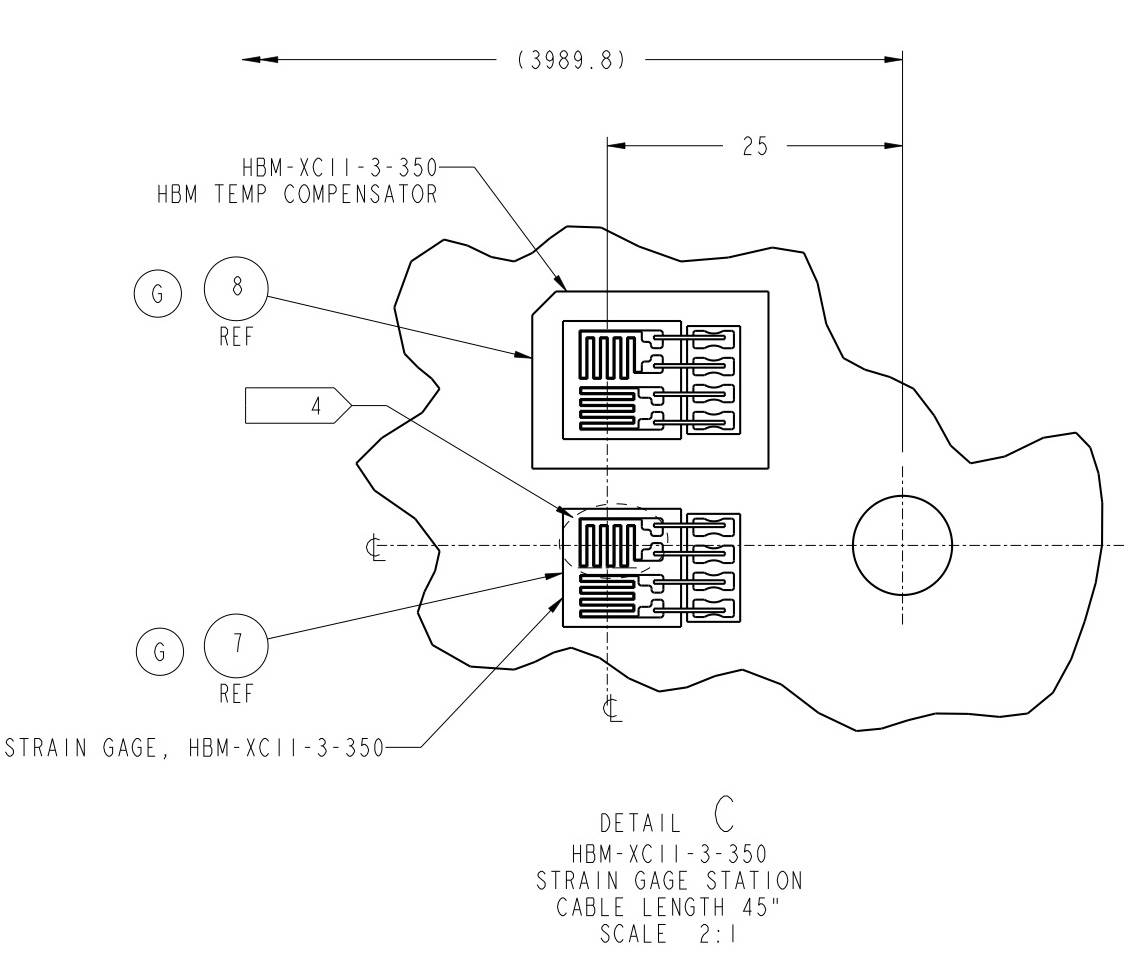 (3989.8)
25
HBM-XC11-3-350
HBM TEMP COMPENSATOR
G
8
REF
4
℄
G
7
REF
℄
STRAIN GAGE, HBM-XC11-3-350
DETAIL C
HBM-XC11-3-350
STRAIN GAGE STATION
CABLE LENGTH 45"
SCALE 2:1